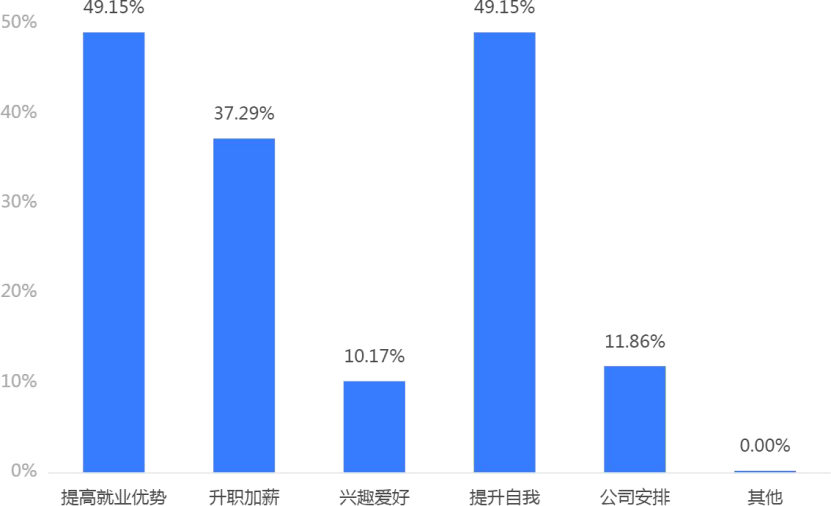 50%
40%
30%
20%
10%
0%
49.15%
37.29%
10.17%
49.15%
11.86%
0.00%
提高就业优势
升职加薪
兴趣爱好
提升自我
公司安排
其他